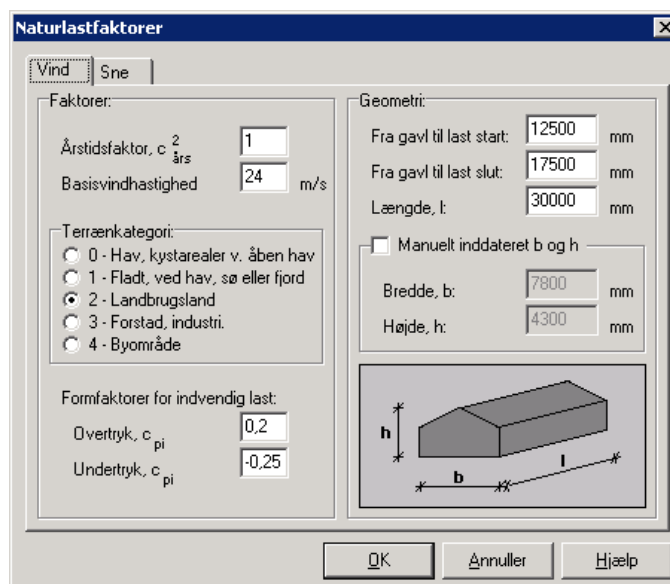 Naturlastfaktorer
Vind
Sne
Faktorer:
Årstidsfaktor, c 2 års
1
Basisvindhastighed
24
m/s
Terrænkategori:
0 - Hav, kystarealer v. åben hav
1 - Fladt, ved hav, sø eller fjord
2 - Landbrugsland
3 - Forstad, industri.
4 - Byområde
Formfaktorer for indvendig last:
Overtryk, c pi
0,2
Undertryk, c pi
-0,25
Geometri:
Fra gavl til last start:
12500
mm
Fra gavl til last slut:
17500
mm
Længde, l:
30000
mm
Manuelt inddateret b og h
Bredde, b:
7800
mm
Højde, h:
4300
mm
h
b
l
OK
Annuller
Hjælp